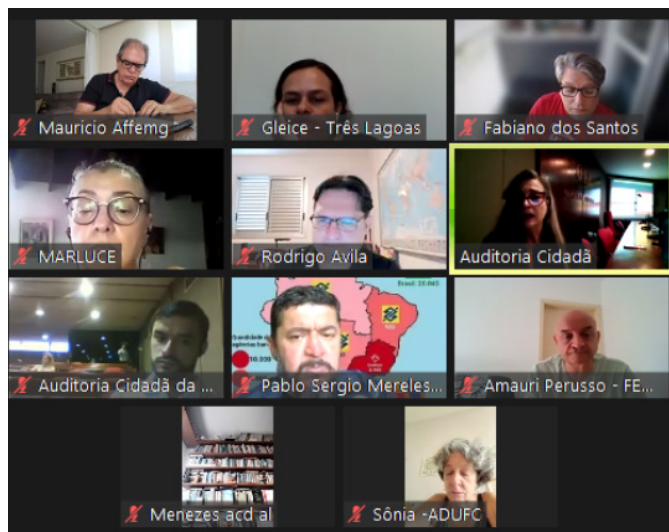 Mauricio Affemg
Gleice - Três Lagoas
Fabiano dos Santos
MARLUCE
Rodrigo Avila
Auditoria Cidadã
Auditoria Cidadã da ...
Brasil:
Pablo Sergio Mereles...
Amauri Perusso - FE...
Menezes acd al
Sônia -ADUFC